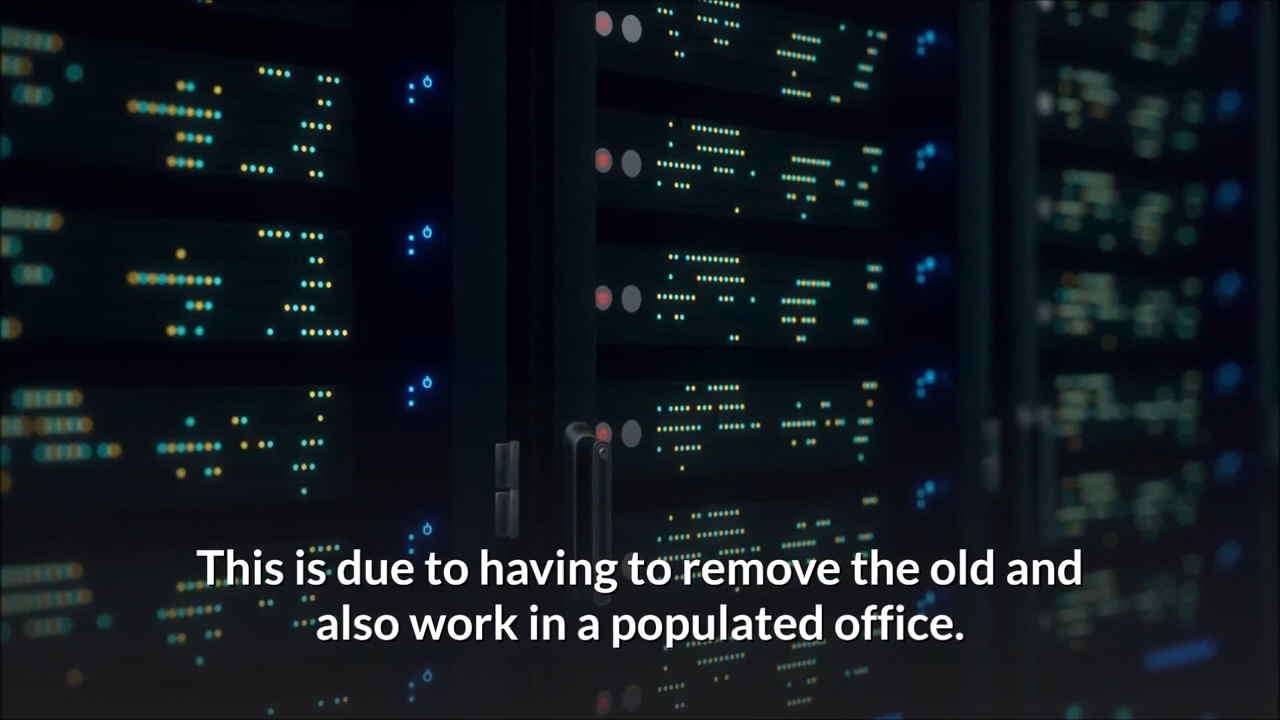 This is due to having to remove the old and
also work in a populated office.